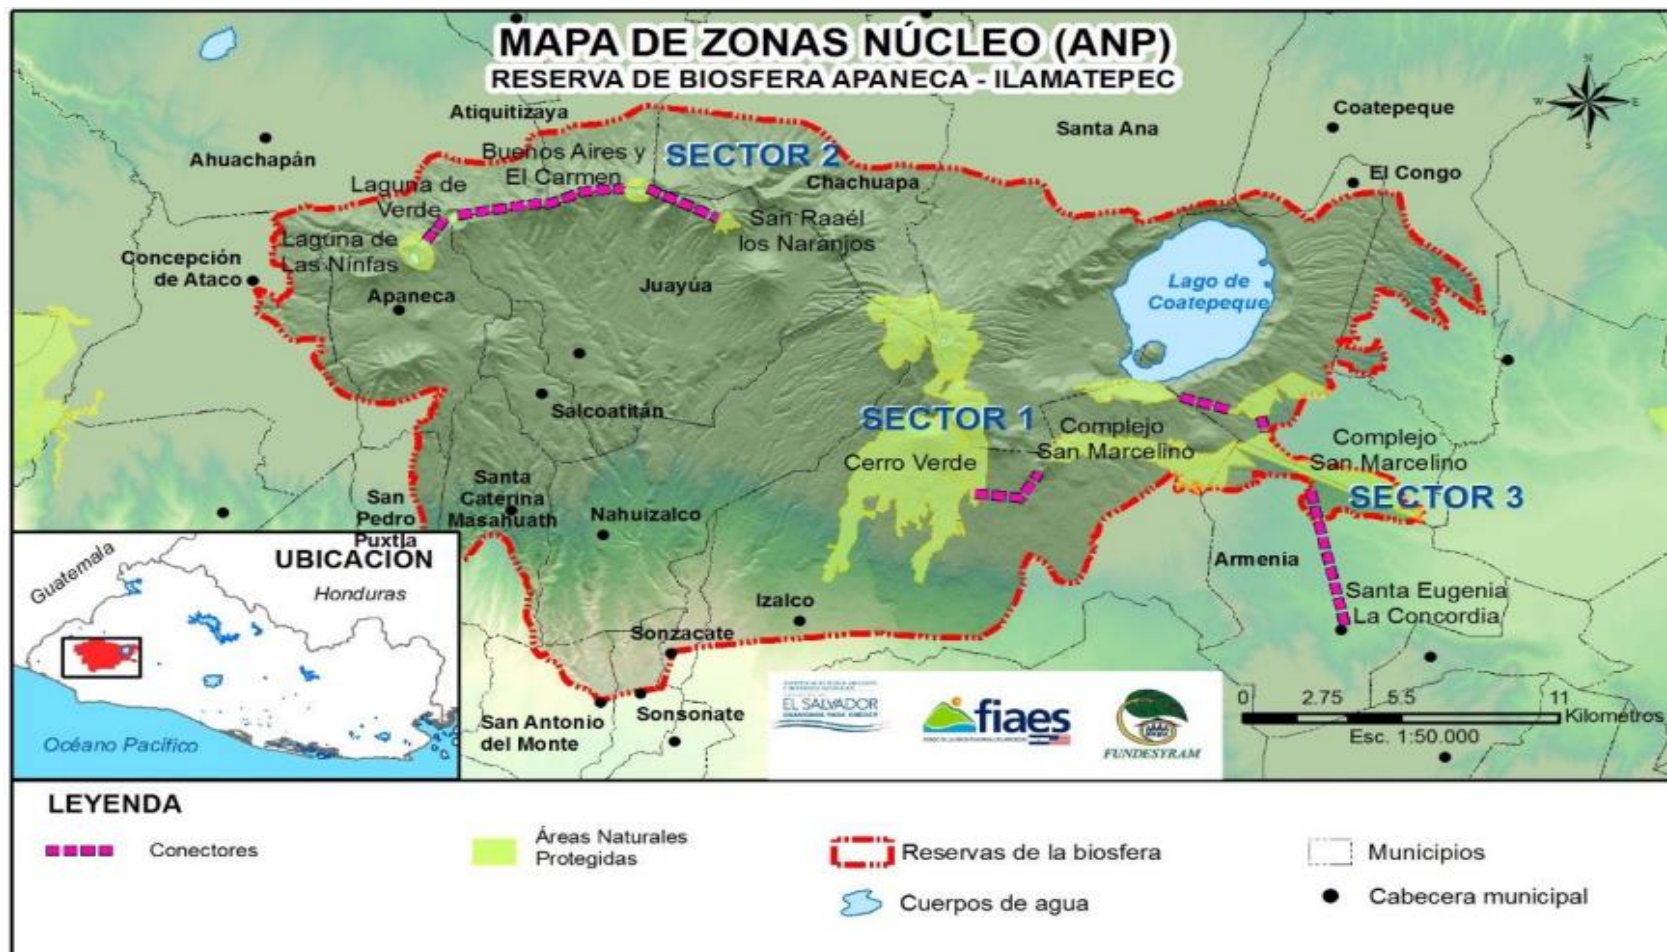 MAPA DE ZONAS NÚCLEO (ANP)
RESERVA DE BIOSFERA APANECA - ILAMATEPEC
Atiquitizaya
Coatepeque
Santa Ana
Ahuachapán
Buenos Aires y
El Carmen
SECTOR 2
El Congo
Chachuapa
Laguna de
Verde
San Raaél
los Naranjos
Laguna de
Las Nínfas
Concepción
de Ataco
Apaneca
Juayúa
Lago de
Coatepeque
Salcoatitán
SECTOR 1
Complejo
San Marcelino
Cerro Verde
Complejo
San Marcelino
SECTOR 3
Santa
Caterina
Masahuath
San
Pedro
Puxtla
Nahuizalco
Armenia
Santa Eugenia
La Concordia
Izalco
Sonzacate
San Antonio
del Monte
Sonsonate
UBICACIÓN
Guatemala
Honduras
Océano Pacífico
EL SALVADOR
fiaes
FUNDESYRAM
0 2.75 5.5 11
Kilometros
Esc. 1:50.000
N
W
E
S
LEYENDA
Conectores
Áreas Naturales
Protegidas
Reservas de la biosfera
Cuerpos de agua
Municipios
Cabecera municipal